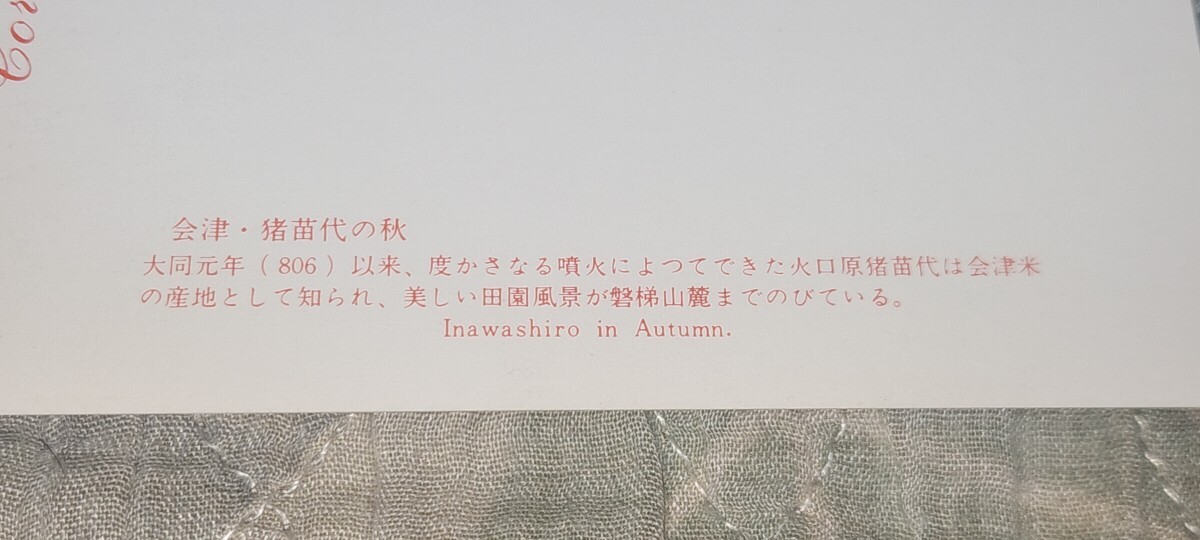 会津・猪苗代の秋
大同元年(806)以来、度かさなる噴火によつてできた火口原猪苗代は会津米
の産地として知られ、美しい田園風景が磐梯山麓までのびている。
Inawashiro in Autumn.